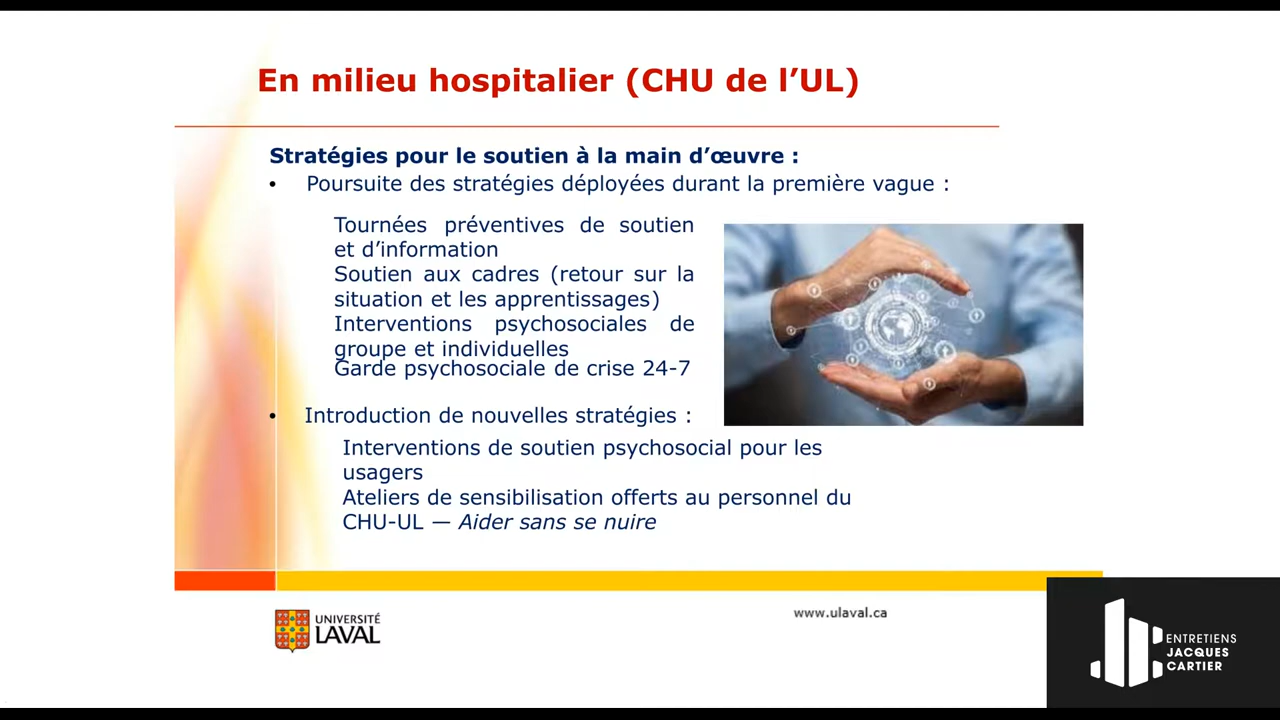 En milieu hospitalier (CHU de l’UL)
Stratégies pour le soutien à la main d’œuvre :
• Poursuite des stratégies déployées durant la première vague :
Tournées préventives de soutien
et d’information
Soutien aux cadres (retour sur la
situation et les apprentissages)
Interventions psychosociales de
groupe et individuelles
Garde psychosociale de crise 24-7
• Introduction de nouvelles stratégies :
Interventions de soutien psychosocial pour les
usagers
Ateliers de sensibilisation offerts au personnel du
CHU-UL — Aider sans se nuire
UNIVERSITÉ
LAVAL
www.ulaval.ca
ENTRETIENS
JACQUES
CARTIER